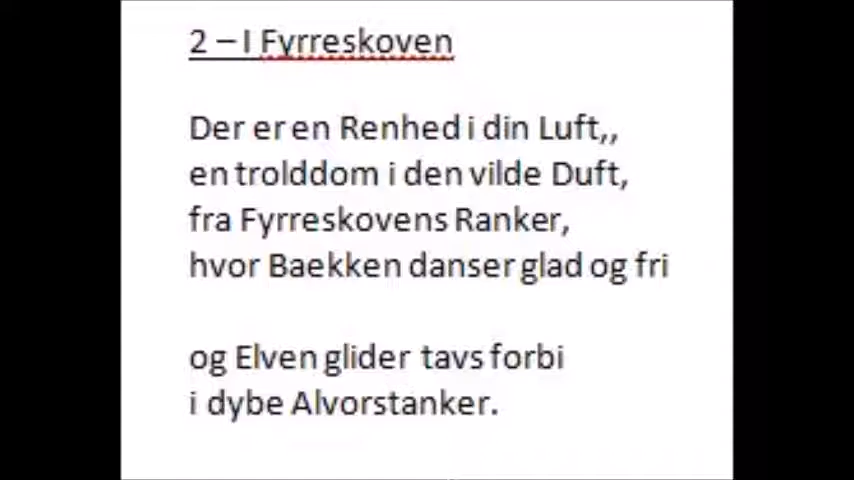 2 – I Fyrreskoven
Der er en Renhed i din Luft,,
en trolddom i den vilde Duft,
fra Fyrreskovens Ranker,
hvor Baekken danser glad og fri
og Elven glider tavs forbi
i dybe Alvorstanker.